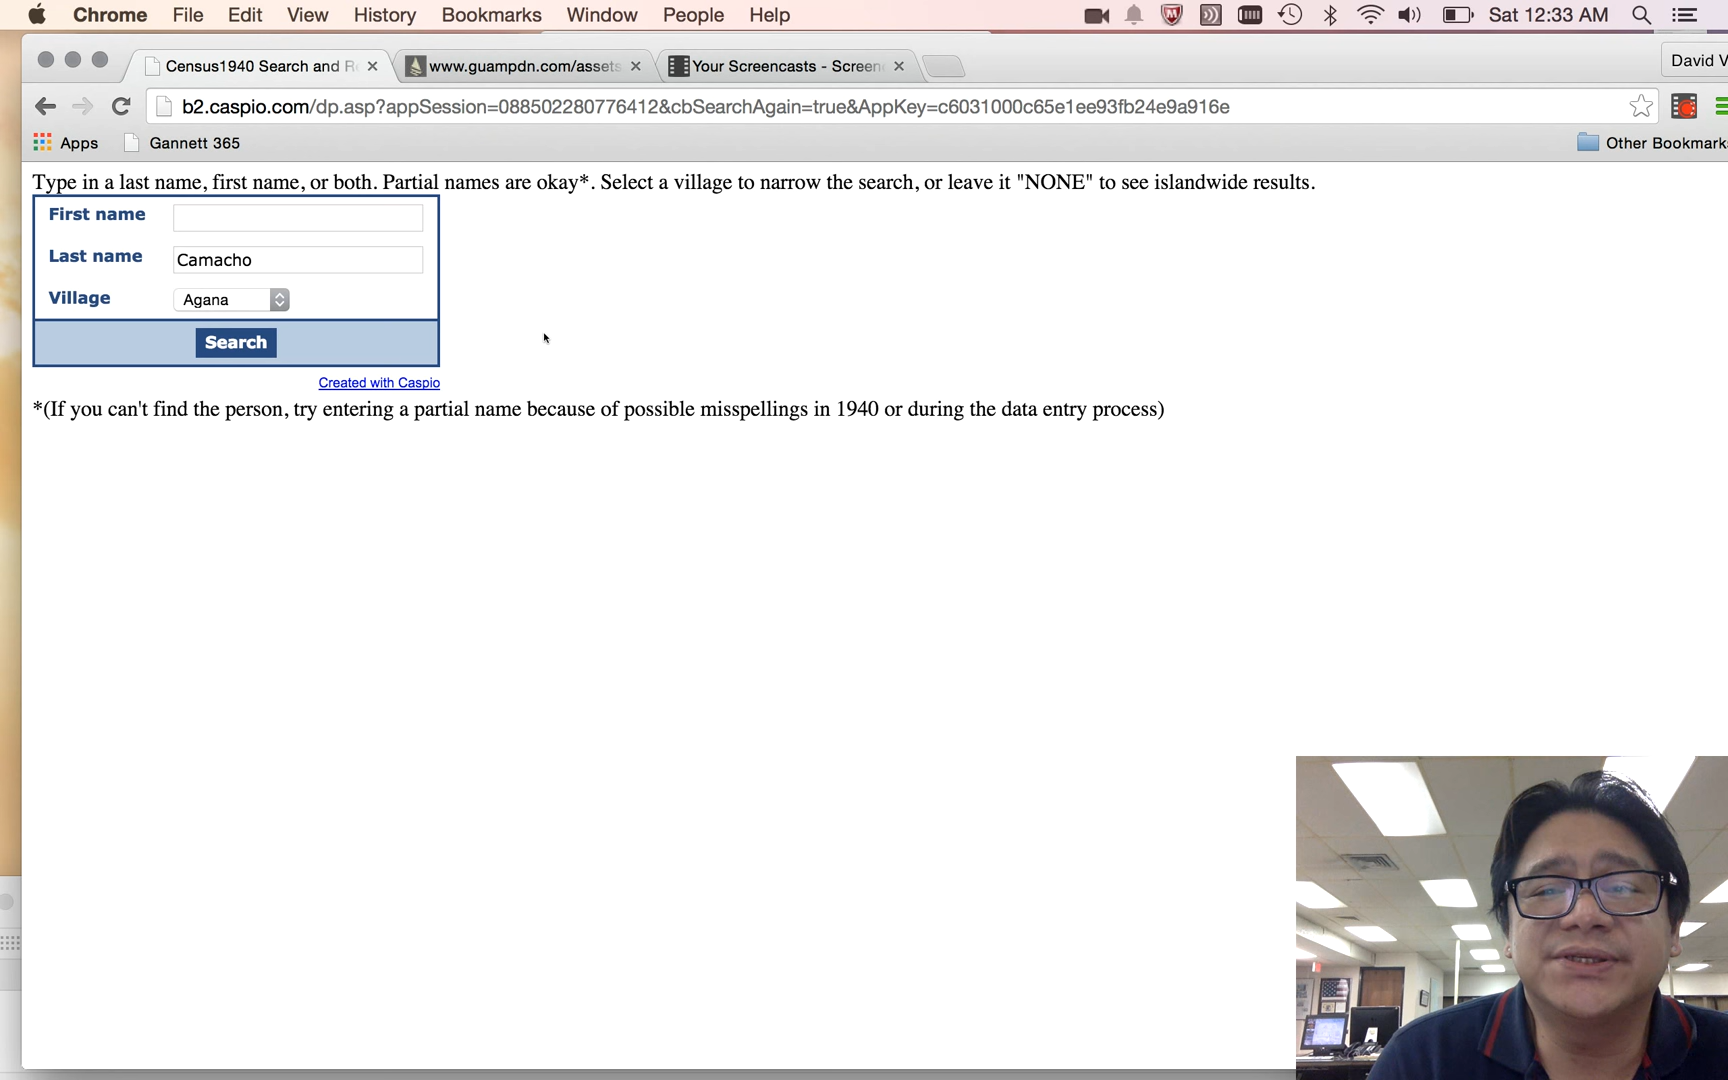 Chrome File Edit View History Bookmarks Window People Help Sat 12:33 AM
Census1940 Search and Re www.guampdn.com/assets Your Screencasts - Screen David V
b2.caspio.com/dp.asp?appSession=088502280776412&cbSearchAgain=true&AppKey=c6031000c65e1ee93fb24e9a916e
Apps Gannett 365 Other Bookmarks
Type in a last name, first name, or both. Partial names are okay*. Select a village to narrow the search, or leave it "NONE" to see islandwide results.
First name
Last name Camacho
Village Agana
Search
Created with Caspio
*(If you can't find the person, try entering a partial name because of possible misspellings in 1940 or during the data entry process)